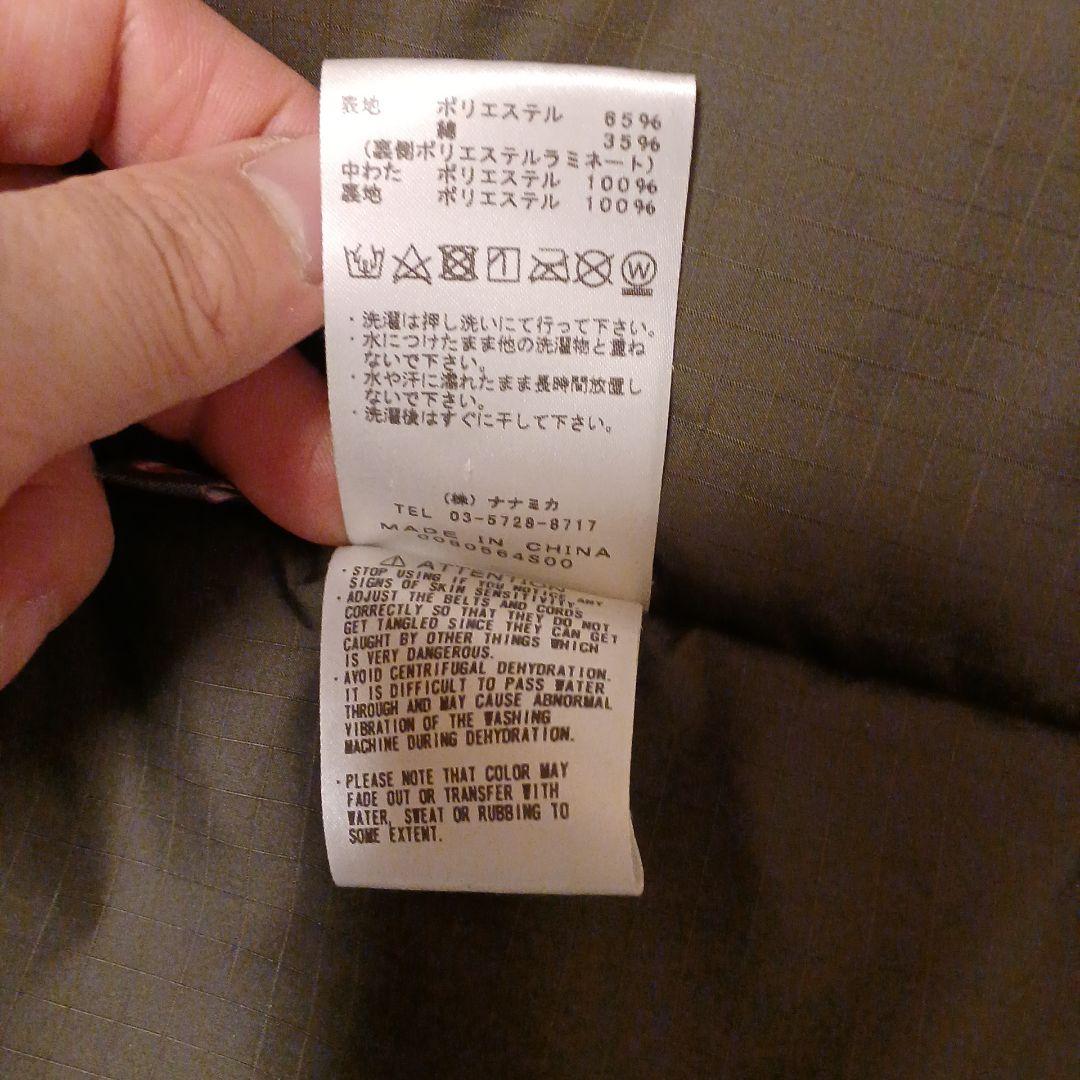 表地 ポリエステル 65%
綿 35%
(裏側ポリエステルラミネート)
中わた ポリエステル 100%
裏地 ポリエステル 100%
W
・洗濯は押し洗いにて行って下さい。
・水につけたまま他の洗濯物と重ね
ないで下さい。
・水や汗に濡れたまま長時間放置し
ないで下さい。
・洗濯後はすぐに干して下さい。
(株) ナナミカ
TEL 03-5728-8717
MADE IN CHINA
ATTENTION
・STOP USING IF YOU NOTICE ANY
SIGNS OF SKIN SENSITIVITY.
・ADJUST THE BELTS AND CORDS
CORRECTLY SO THAT THEY DO NOT
GET TANGLED SINCE THEY CAN GET
CAUGHT BY OTHER THINGS WHICH
IS VERY DANGEROUS.
・AVOID CENTRIFUGAL DEHYDRATION.
IT IS DIFFICULT TO PASS WATER
THROUGH AND MAY CAUSE ABNORMAL
VIBRATION OF THE WASHING
MACHINE DURING DEHYDRATION.
・PLEASE NOTE THAT COLOR MAY
FADE OUT OR TRANSFER WITH
WATER, SWEAT OR RUBBING TO
SOME EXTENT.